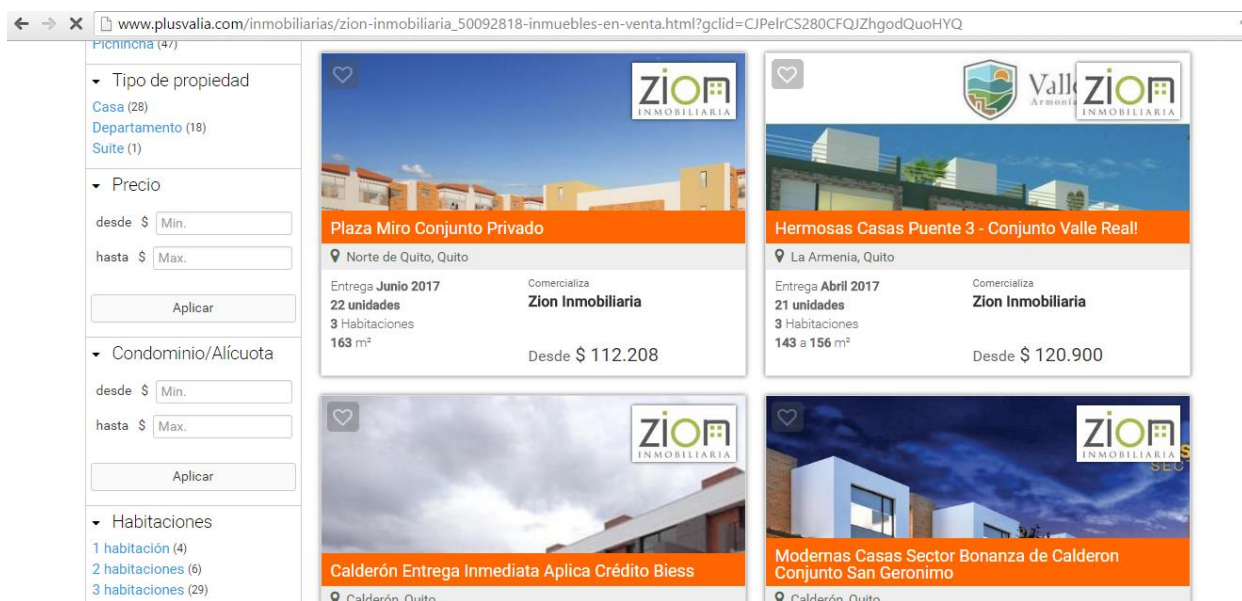 www.plusvalia.com/inmobiliarias/zion-inmobiliaria_50092818-inmuebles-en-venta.html?gclid=CJPelrCS280CFQJZhgodQuoHYQ
Pichincha (47)
Tipo de propiedad
Casa (28)
Departamento (18)
Suite (1)
Precio
desde $ Min.
hasta $ Max.
Aplicar
Condominio/Alícuota
desde $ Min.
hasta $ Max.
Aplicar
Habitaciones
1 habitación (4)
2 habitaciones (6)
3 habitaciones (29)
zion
INMOBILIARIA
Plaza Miro Conjunto Privado
Norte de Quito, Quito
Entrega Junio 2017
22 unidades
3 Habitaciones
163 m²
Comercializa
Zion Inmobiliaria
Desde $ 112.208
Valle
Armonía
zion
INMOBILIARIA
Hermosas Casas Puente 3 - Conjunto Valle Real!
La Armenia, Quito
Entrega Abril 2017
21 unidades
3 Habitaciones
143 a 156 m²
Comercializa
Zion Inmobiliaria
Desde $ 120.900
zion
INMOBILIARIA
Calderón Entrega Inmediata Aplica Crédito Biess
Calderón, Quito
zion
INMOBILIARIA
SEC
Modernas Casas Sector Bonanza de Calderon
Conjunto San Geronimo
Calderón, Quito